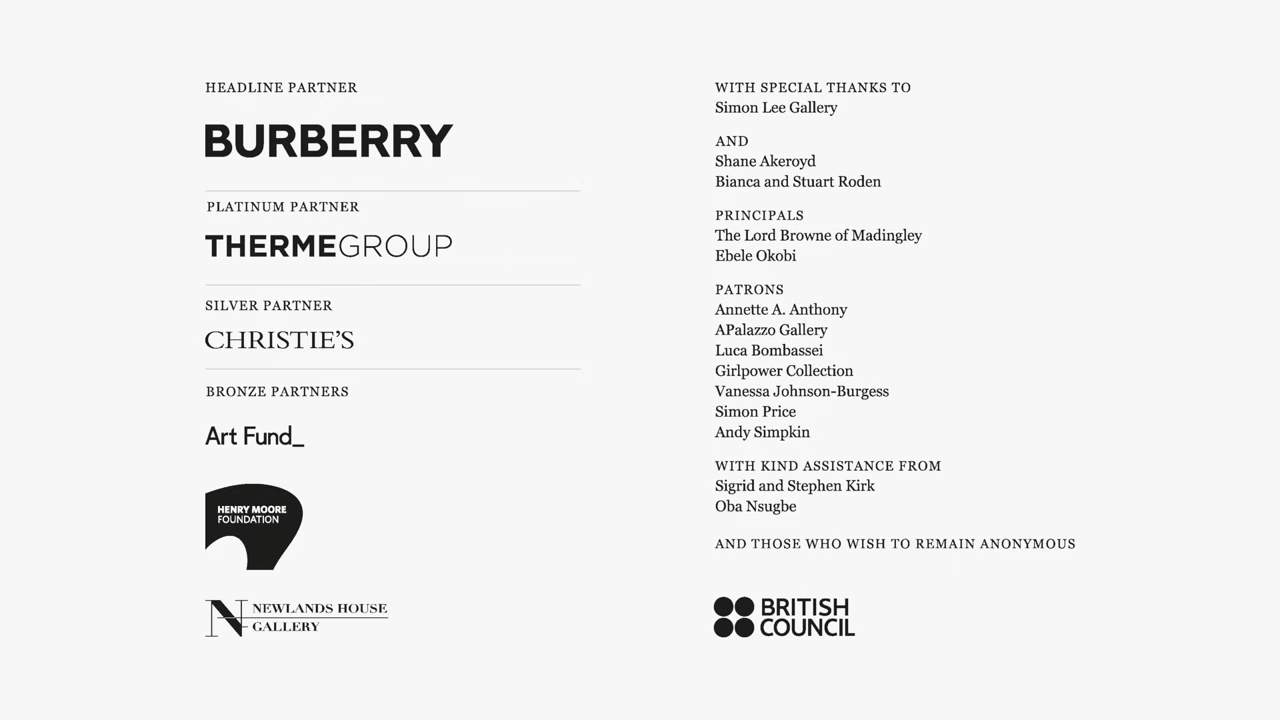 HEADLINE PARTNER
BURBERRY
PLATINUM PARTNER
THERMEGROUP
SILVER PARTNER
CHRISTIE'S
BRONZE PARTNERS
Art Fund_
HENRY MOORE
FOUNDATION
N NEWLANDS HOUSE
GALLERY
WITH SPECIAL THANKS TO
Simon Lee Gallery
AND
Shane Akeroyd
Bianca and Stuart Roden
PRINCIPALS
The Lord Browne of Madingley
Ebele Okobi
PATRONS
Annette A. Anthony
APalazzo Gallery
Luca Bombassei
Girlpower Collection
Vanessa Johnson-Burgess
Simon Price
Andy Simpkin
WITH KIND ASSISTANCE FROM
Sigrid and Stephen Kirk
Oba Nsugbe
AND THOSE WHO WISH TO REMAIN ANONYMOUS
BRITISH
COUNCIL